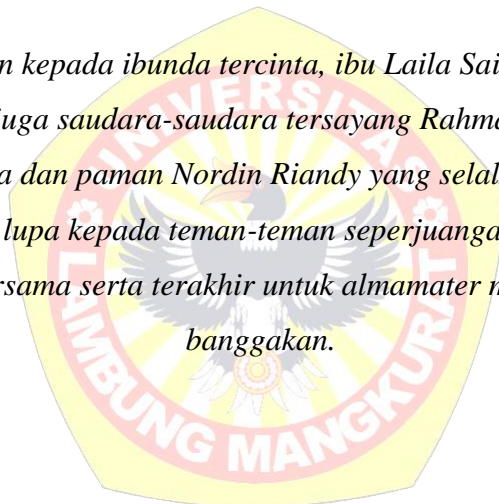 n kepada ibunda tercinta, ibu Laila Sai
juga saudara-saudara tersayang Rahma
a dan paman Nordin Riandy yang selal
lupa kepada teman-teman seperjuanga
rsama serta terakhir untuk almamater
banggakan.
UNIVERSITAS
LAMBUNG MANGKURAT